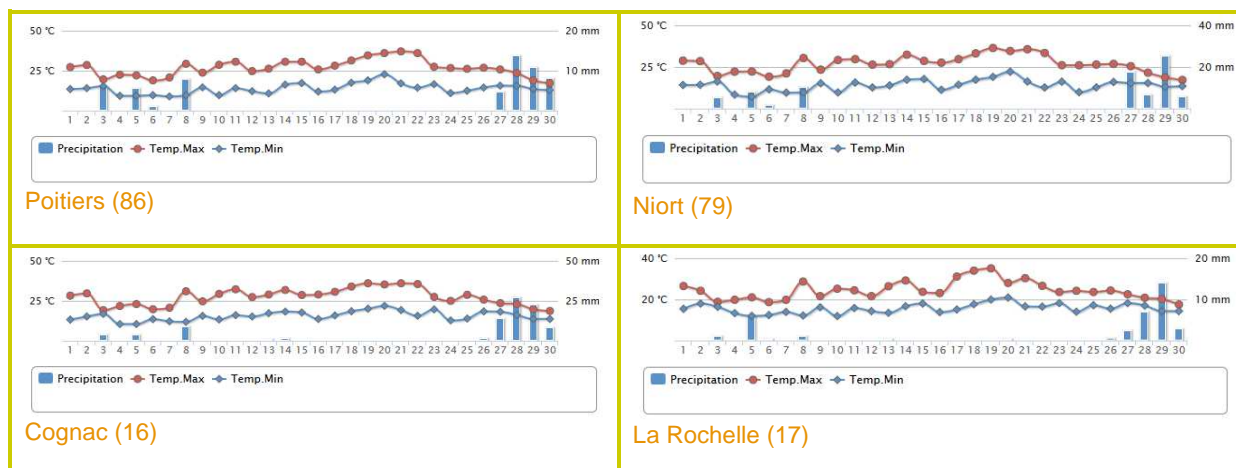 50 °C 20 mm
25 °C 10 mm
1 2 3 4 5 6 7 8 9 10 11 12 13 14 15 16 17 18 19 20 21 22 23 24 25 26 27 28 29 30
Precipitation Temp.Max Temp.Min
Poitiers (86)
50 °C 40 mm
25 °C 20 mm
1 2 3 4 5 6 7 8 9 10 11 12 13 14 15 16 17 18 19 20 21 22 23 24 25 26 27 28 29 30
Precipitation Temp.Max Temp.Min
Niort (79)
50 °C 50 mm
25 °C 25 mm
1 2 3 4 5 6 7 8 9 10 11 12 13 14 15 16 17 18 19 20 21 22 23 24 25 26 27 28 29 30
Precipitation Temp.Max Temp.Min
Cognac (16)
40 °C 20 mm
20 °C 10 mm
1 2 3 4 5 6 7 8 9 10 11 12 13 14 15 16 17 18 19 20 21 22 23 24 25 26 27 28 29 30
Precipitation Temp.Max Temp.Min
La Rochelle (17)